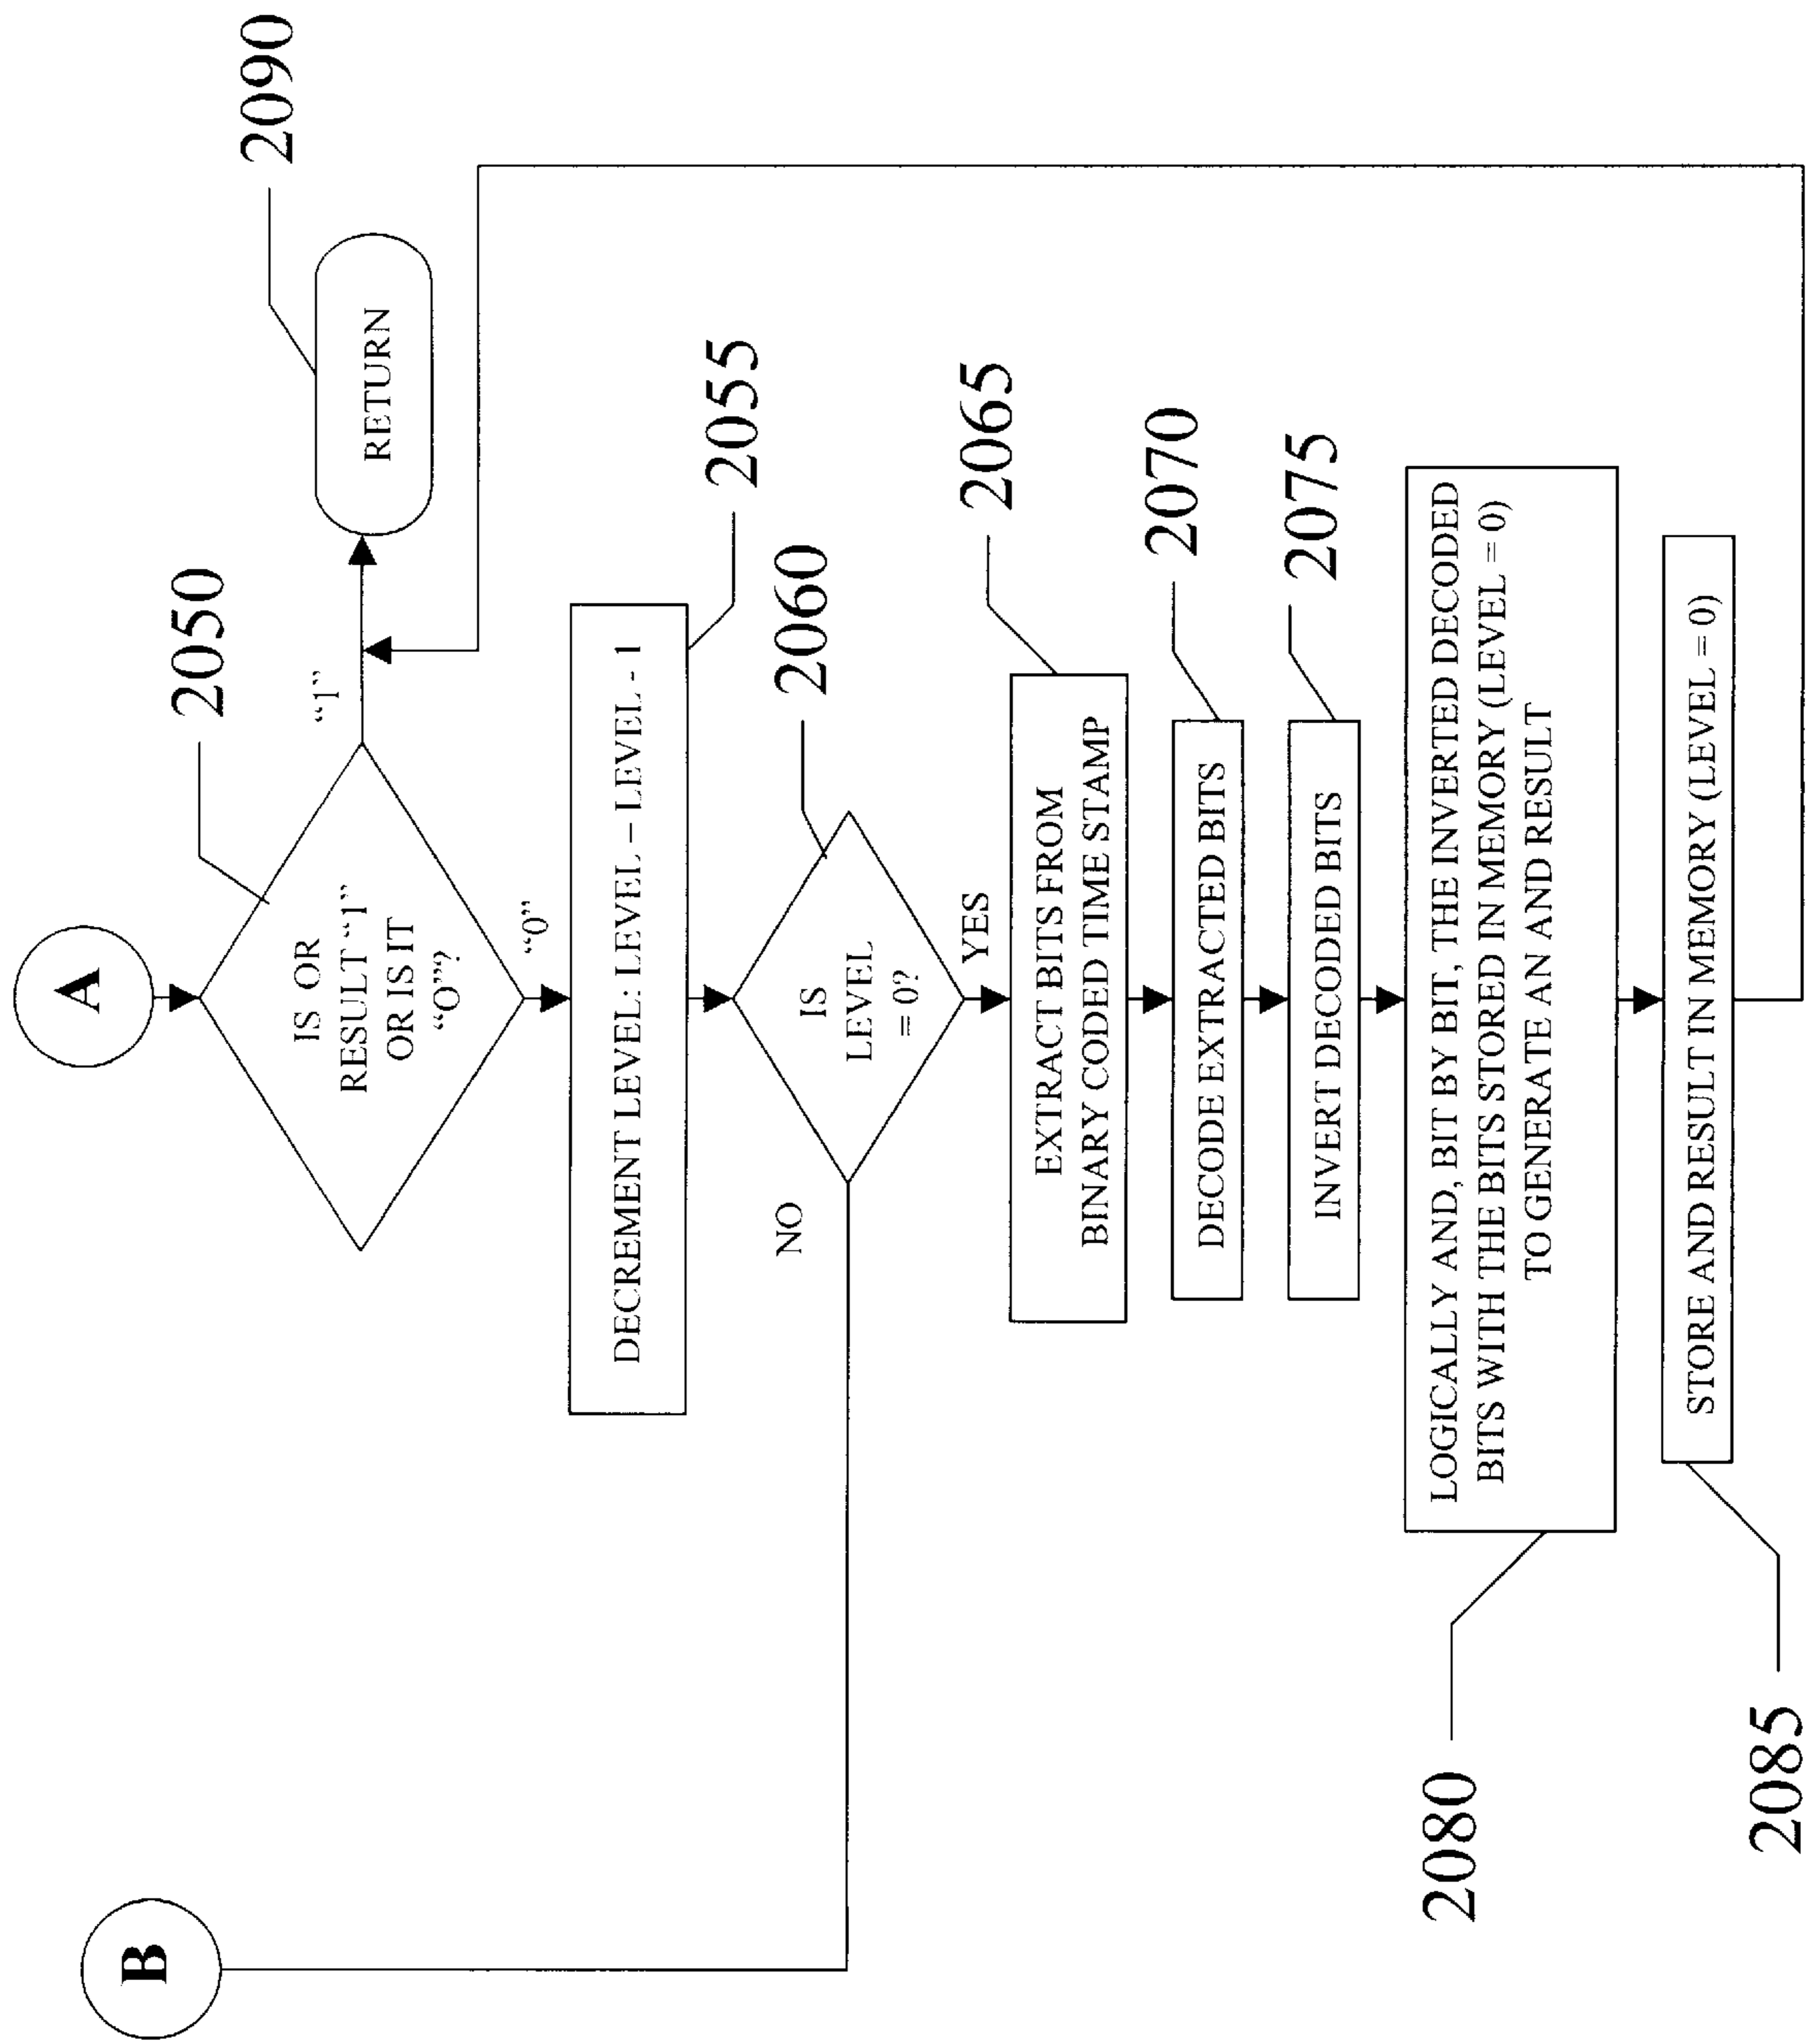 A
B
2050
IS OR
RESULT “1”
OR IS IT
“O”?
“1”
RETURN
2090
“0”
DECREMENT LEVEL: LEVEL – LEVEL - 1
2055
IS
LEVEL
= 0?
2060
NO
YES
EXTRACT BITS FROM
BINARY CODED TIME STAMP
2065
DECODE EXTRACTED BITS
2070
INVERT DECODED BITS
2075
LOGICALLY AND, BIT BY BIT, THE INVERTED DECODED
BITS WITH THE BITS STORED IN MEMORY (LEVEL = 0)
TO GENERATE AN AND RESULT
2080
STORE AND RESULT IN MEMORY (LEVEL = 0)
2085